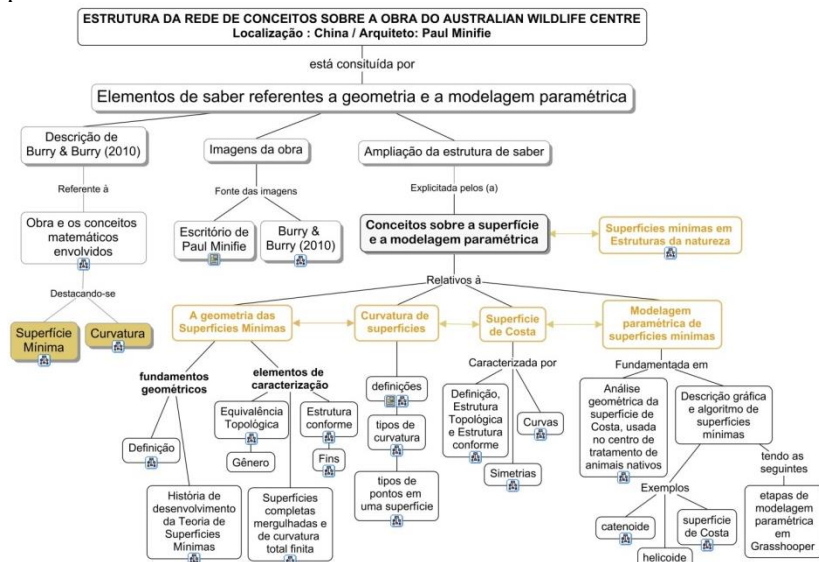 ESTRUTURA DA REDE DE CONCEITOS SOBRE A OBRA DO AUSTRALIAN WILDLIFE CENTRE
Localização : China / Arquiteto: Paul Minifie
está consituída por
Elementos de saber referentes a geometria e a modelagem paramétrica
Descrição de
Burry & Burry (2010)
Imagens da obra
Ampliação da estrutura de saber
Referente à
Fonte das imagens
Explicitada pelos (a)
Obra e os conceitos
matemáticos
envolvidos
Escritório de
Paul Minifie
Burry &
Burry (2010)
Conceitos sobre a superfície
e a modelagem paramétrica
Superfícies mínimas em
Estruturas da natureza
Destacando-se
Superfície
Mínima
Curvatura
Relativos à
A geometria das
Superfícies Mínimas
Curvatura de
superfícies
Superfície
de Costa
Modelagem
paramétrica de
superfícies mínimas
fundamentos
geométricos
elementos de
caracterização
Definição
História de
desenvolvimento
da Teoria de
Superfícies
Mínimas
Equivalência
Topológica
Gênero
Estrutura
conforme
Fins
Superfícies
completas
mergulhadas e
de curvatura
total finita
definições
tipos de
curvatura
tipos de
pontos em
uma superfície
Caracterizada por
Definição,
Estrutura
Topológica
e Estrutura
conforme
Curvas
Simetrias
Fundamentada em
Análise
geométrica da
superfície de
Costa, usada
no centro de
tratamento de
animais nativos
Descrição gráfica
e algoritmo de
superfícies
mínimas
Exemplos
catenoide
helicoide
superfície
de Costa
tendo as
seguintes
etapas de
modelagem
paramétrica
em
Grasshooper